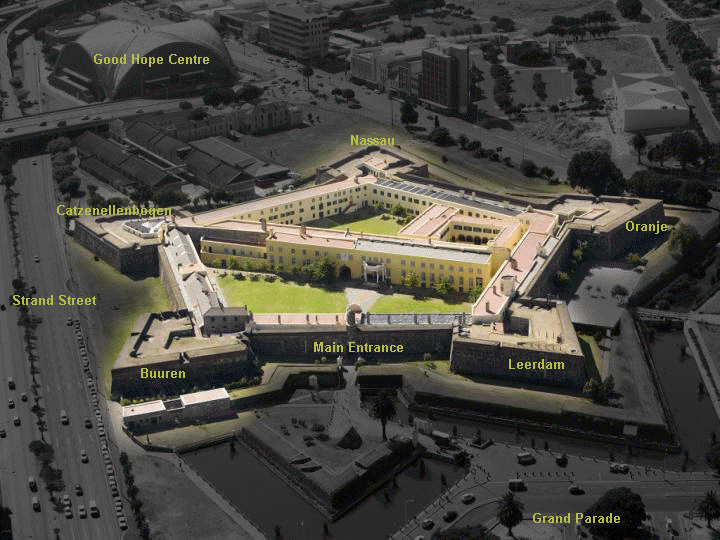 Good Hope Centre
Nassau
Catzenellenbogen
Oranje
Strand Street
Main Entrance
Leerdam
Buuren
Grand Parade